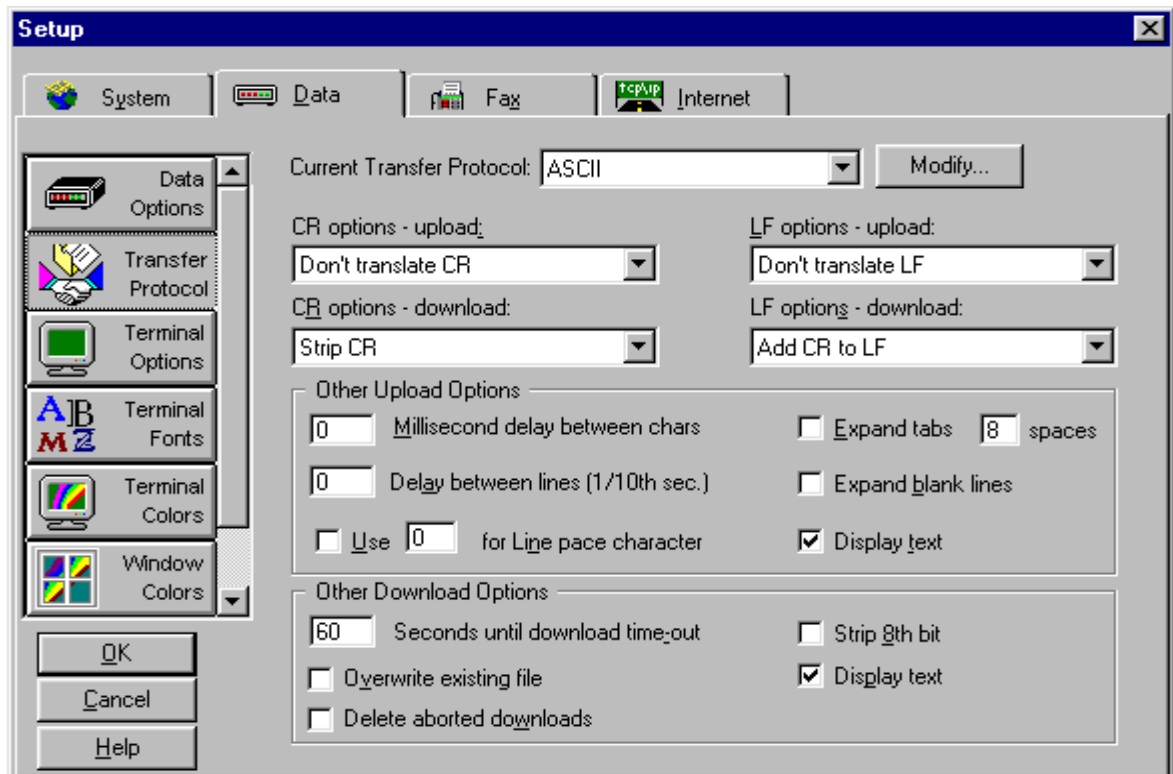 Setup
System
Data
Fax
tcp\ip
Internet
Data
Options
Transfer
Protocol
Terminal
Options
A]B
M Z
Terminal
Fonts
Terminal
Colors
Window
Colors
OK
Cancel
Help
Current Transfer Protocol: ASCII
Modify...
CR options - upload:
Don't translate CR
LF options - upload:
Don't translate LF
CR options - download:
Strip CR
LF options - download:
Add CR to LF
Other Upload Options
0 Millisecond delay between chars
Expand tabs 8 spaces
0 Delay between lines (1/10th sec.)
Expand blank lines
Use 0 for Line pace character
Display text
Other Download Options
60 Seconds until download time-out
Strip 8th bit
Overwrite existing file
Display text
Delete aborted downloads